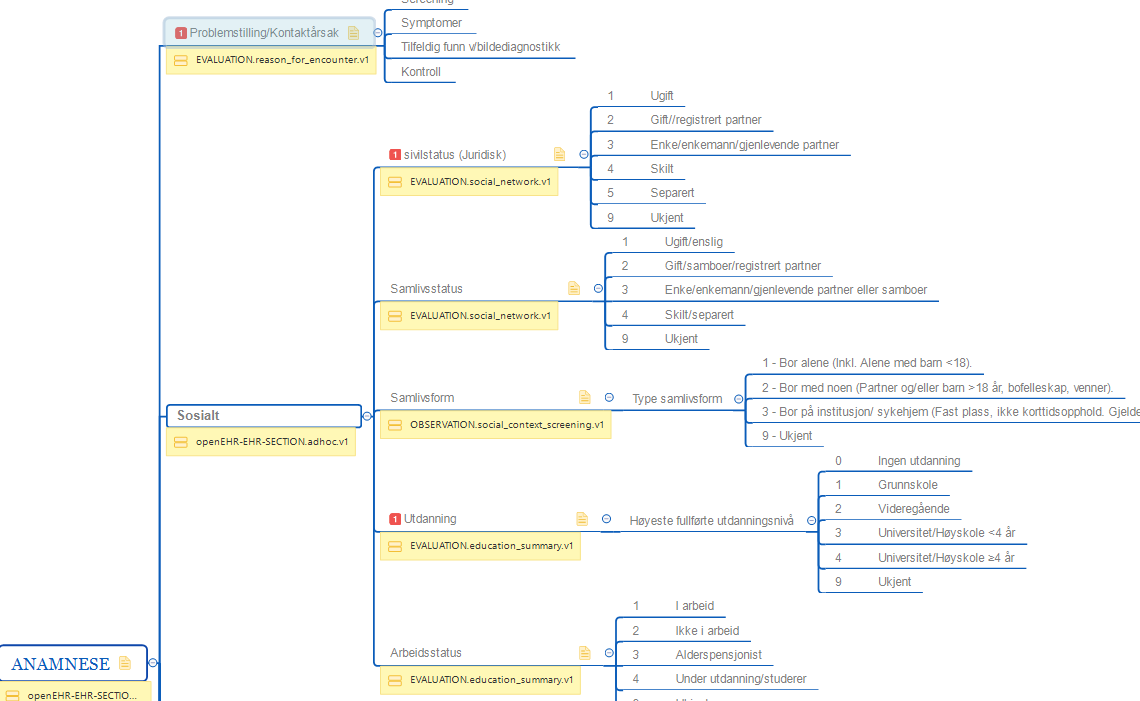 Screening
1 Problemstilling/Kontaktårsak
EVALUATION.reason_for_encounter.v1
Symptomer
Tilfeldig funn v/bildediagnostikk
Kontroll
1 sivilstatus (Juridisk)
EVALUATION.social_network.v1
1 Ugift
2 Gift//registrert partner
3 Enke/enkemann/gjenlevende partner
4 Skilt
5 Separert
9 Ukjent
Samlivsstatus
EVALUATION.social_network.v1
1 Ugift/enslig
2 Gift/samboer/registrert partner
3 Enke/enkemann/gjenlevende partner eller samboer
4 Skilt/separert
9 Ukjent
Sosialt
openEHR-EHR-SECTION.adhoc.v1
Samlivsform
OBSERVATION.social_context_screening.v1
Type samlivsform
1 - Bor alene (Inkl. Alene med barn <18).
2 - Bor med noen (Partner og/eller barn >18 år, bofelleskap, venner).
3 - Bor på institusjon/ sykehjem (Fast plass, ikke korttidsopphold. Gjelde
9 - Ukjent
1 Utdanning
EVALUATION.education_summary.v1
Høyeste fullførte utdanningsnivå
0 Ingen utdanning
1 Grunnskole
2 Videregående
3 Universitet/Høyskole <4 år
4 Universitet/Høyskole ≥4 år
9 Ukjent
Arbeidsstatus
EVALUATION.education_summary.v1
1 I arbeid
2 Ikke i arbeid
3 Alderspensjonist
4 Under utdanning/studerer
ANAMNESE
openEHR-EHR-SECTIO...